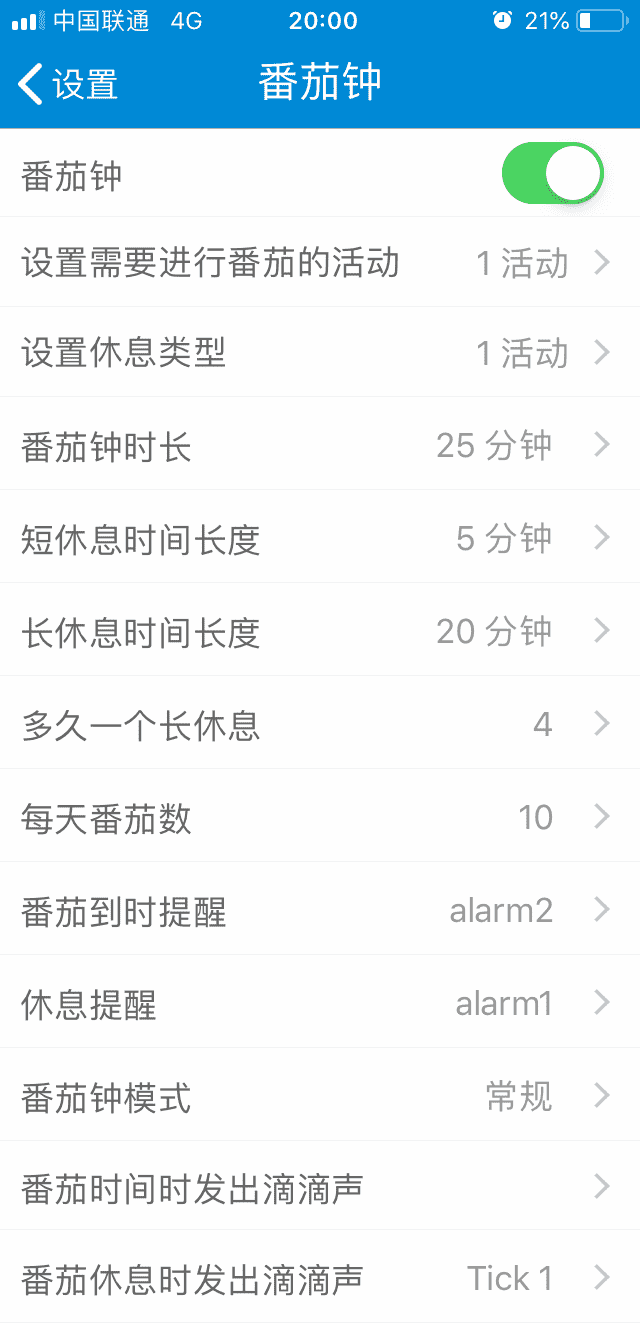 中国联通 4G 20:00 21%
设置 番茄钟
番茄钟
设置需要进行番茄的活动 1 活动
设置休息类型 1 活动
番茄钟时长 25 分钟
短休息时间长度 5 分钟
长休息时间长度 20 分钟
多久一个长休息 4
每天番茄数 10
番茄到时提醒 alarm2
休息提醒 alarm1
番茄钟模式 常规
番茄时间时发出滴滴声
番茄休息时发出滴滴声 Tick 1